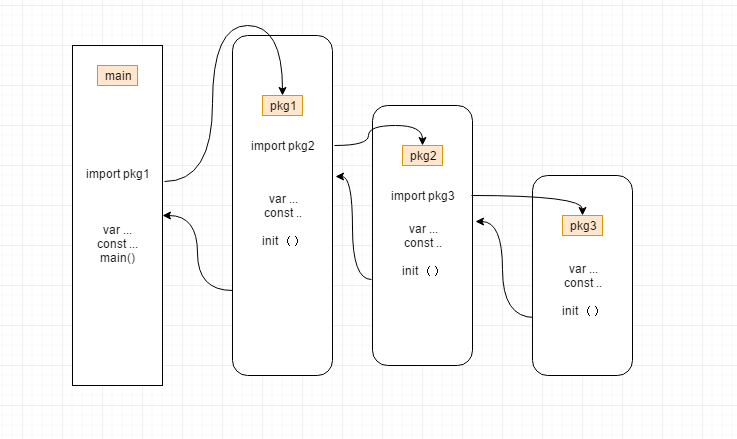 main
import pkg1
var ...
const ...
main()
pkg1
import pkg2
var ...
const ..
init （）
pkg2
import pkg3
var ...
const ..
init （）
pkg3
var ...
const ..
init （）